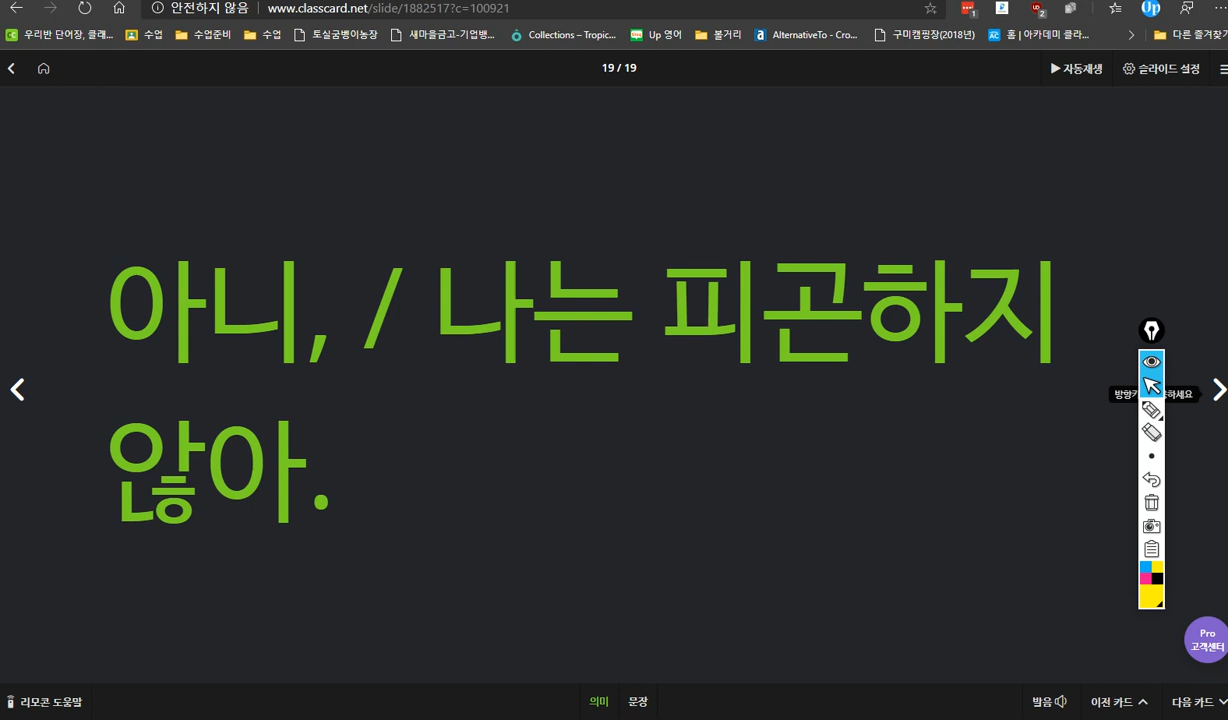 안전하지 않음 www.classcard.net/slide/1882517?c=100921
우리반 단어장, 클래... 수업 수업준비 수업 토실굼벵이농장 새마을금고-기업뱅... Collections – Tropic... Up 영어 볼거리 AlternativeTo - Cro... 구미캠핑장(2018년) 홈 | 아카데미 클라... 다른 즐겨찾기
19 / 19
자동재생
슬라이드 설정
아니, / 나는 피곤하지
않아.
Pro
고객센터
리모콘 도움말
의미
문장
발음
이전 카드
다음 카드